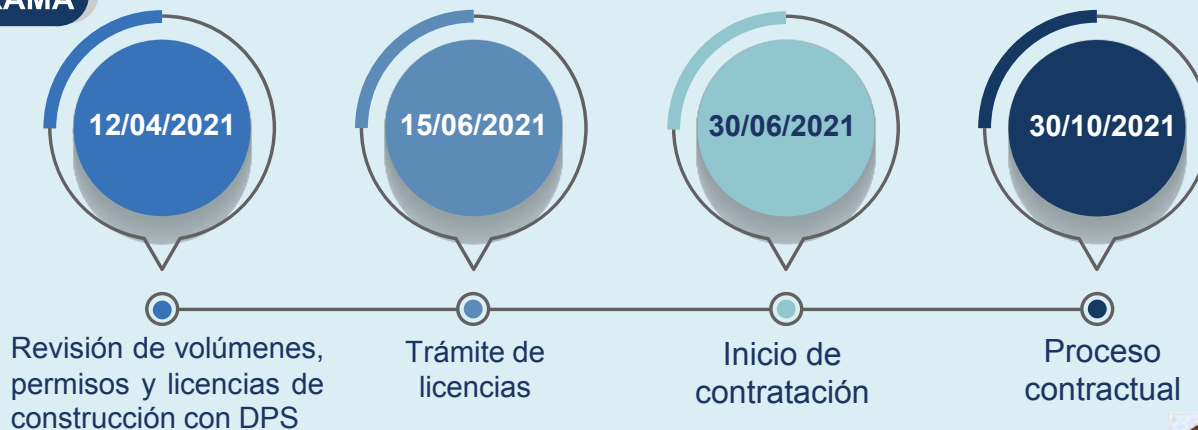 RAMA
12/04/2021
15/06/2021
30/06/2021
30/10/2021
Revisión de volúmenes,
permisos y licencias de
construcción con DPS
Trámite de
licencias
Inicio de
contratación
Proceso
contractual